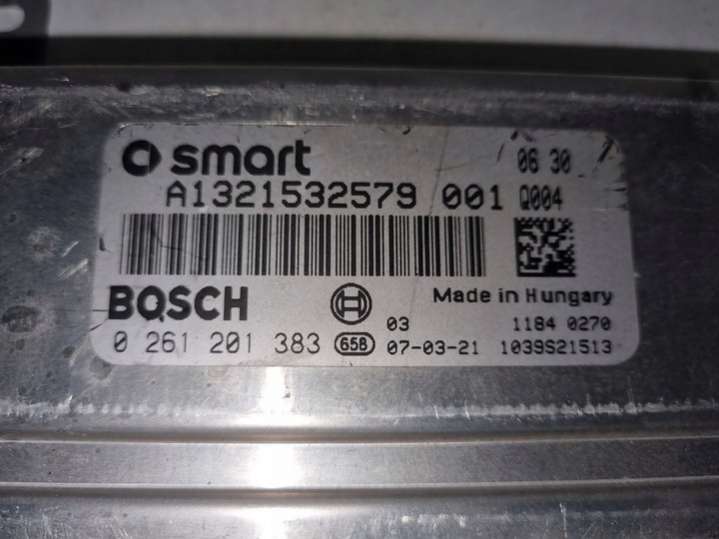 smart 06 30
A1321532579 001 Q004
BOSCH Made in Hungary
03 1184 0270
0 261 201 383 658 07-03-21 1039S21513